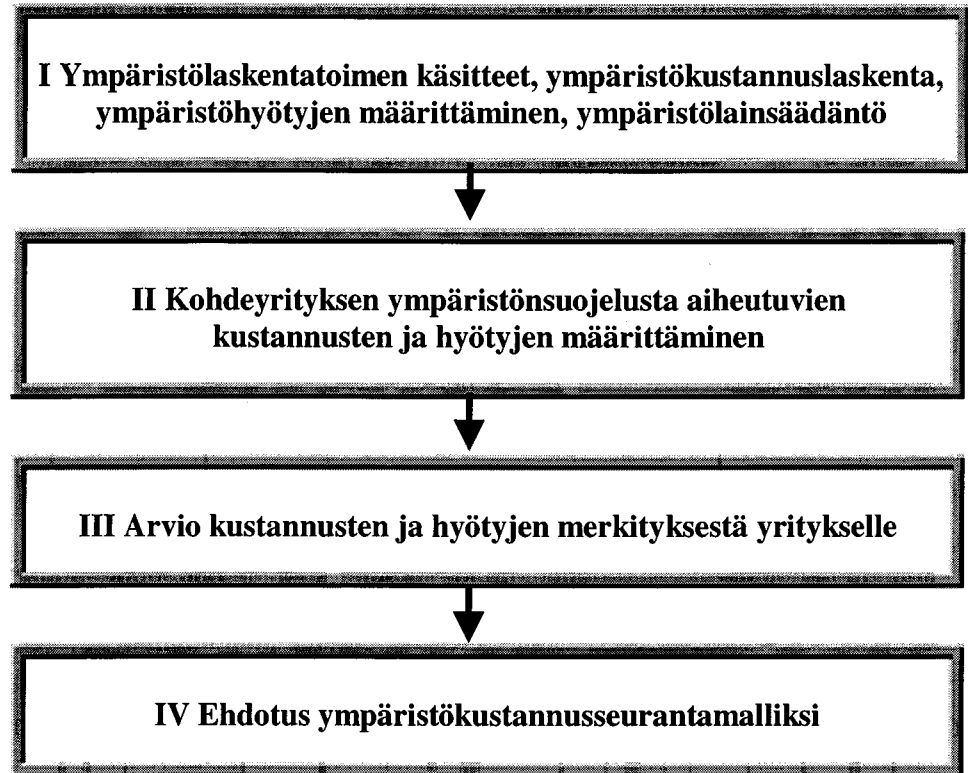 I Ympäristölaskentatoimen käsitteet, ympäristökustannuslaskenta,
ympäristöhyötyjen määrittäminen, ympäristölainsäädäntö
II Kohdeyrityksen ympäristönsuojelusta aiheutuvien
kustannusten ja hyötyjen määrittäminen
III Arvio kustannusten ja hyötyjen merkityksestä yritykselle
IV Ehdotus ympäristökustannusseurantamalliksi